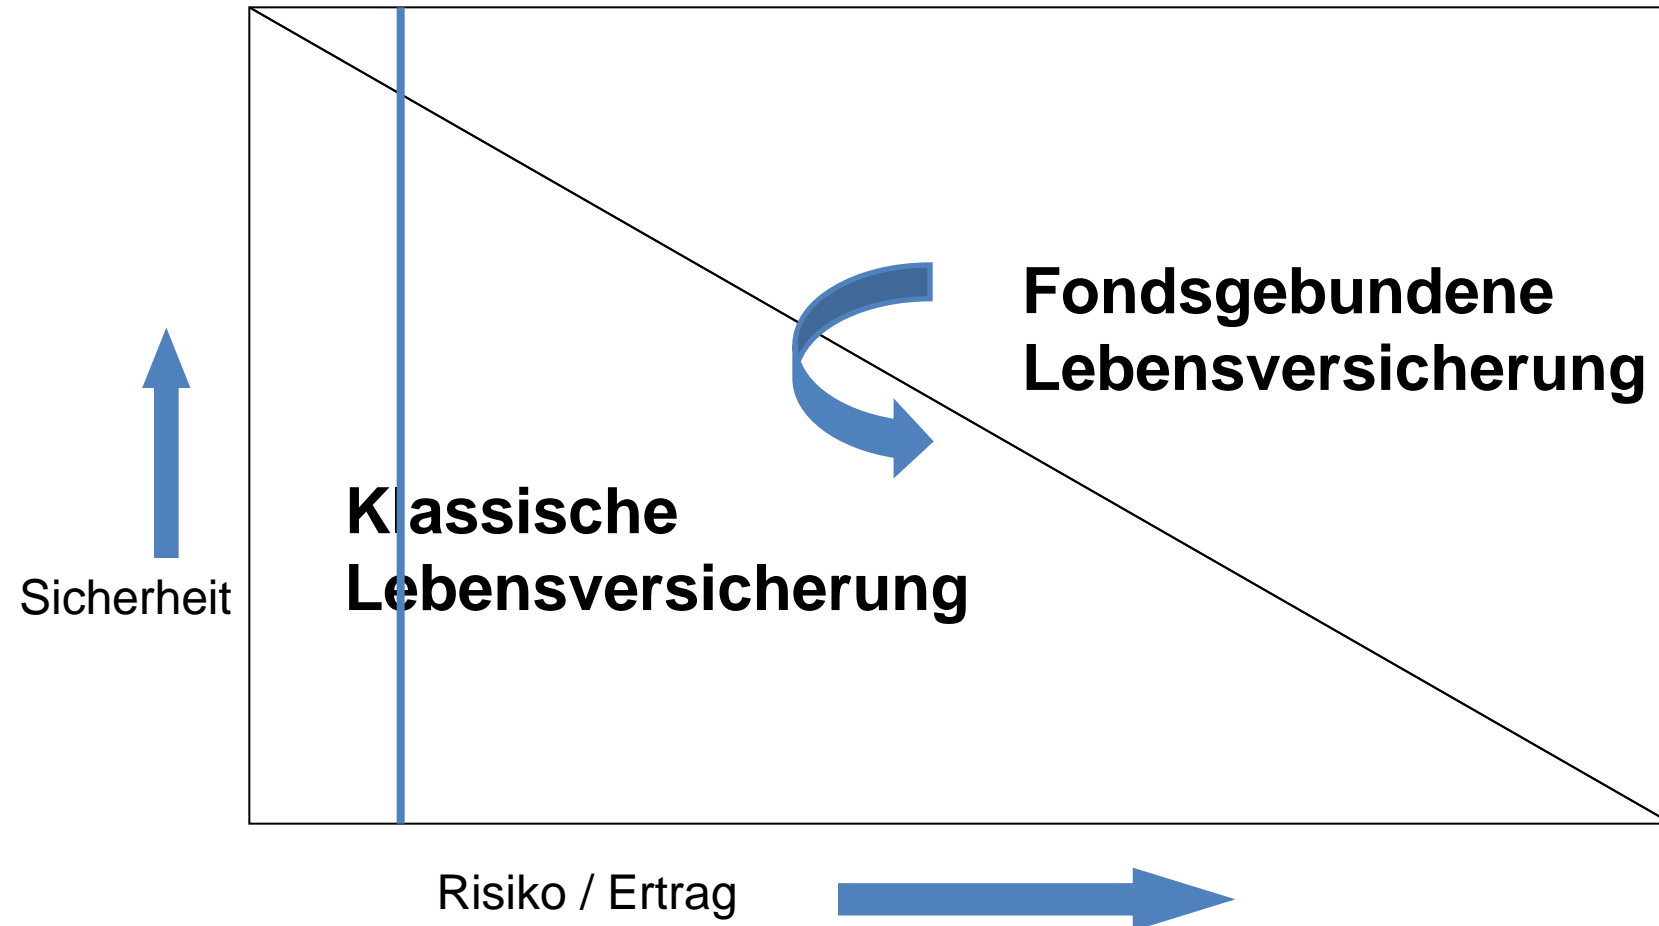 Fondsgebundene
Lebensversicherung
Klassische
Lebensversicherung
Sicherheit
Risiko / Ertrag